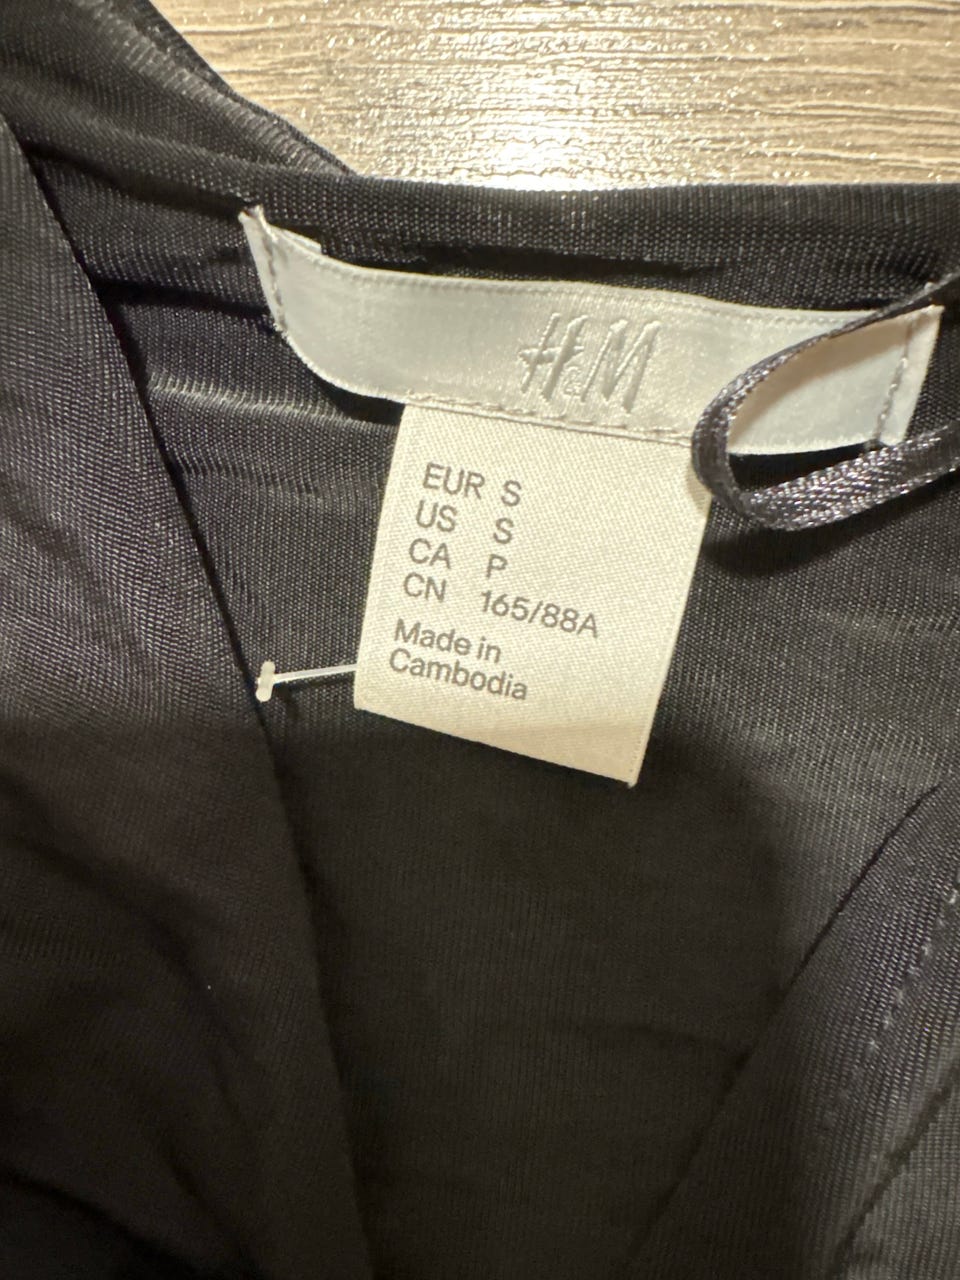 H&M
EUR S
US S
CA P
CN 165/88A
Made in
Cambodia